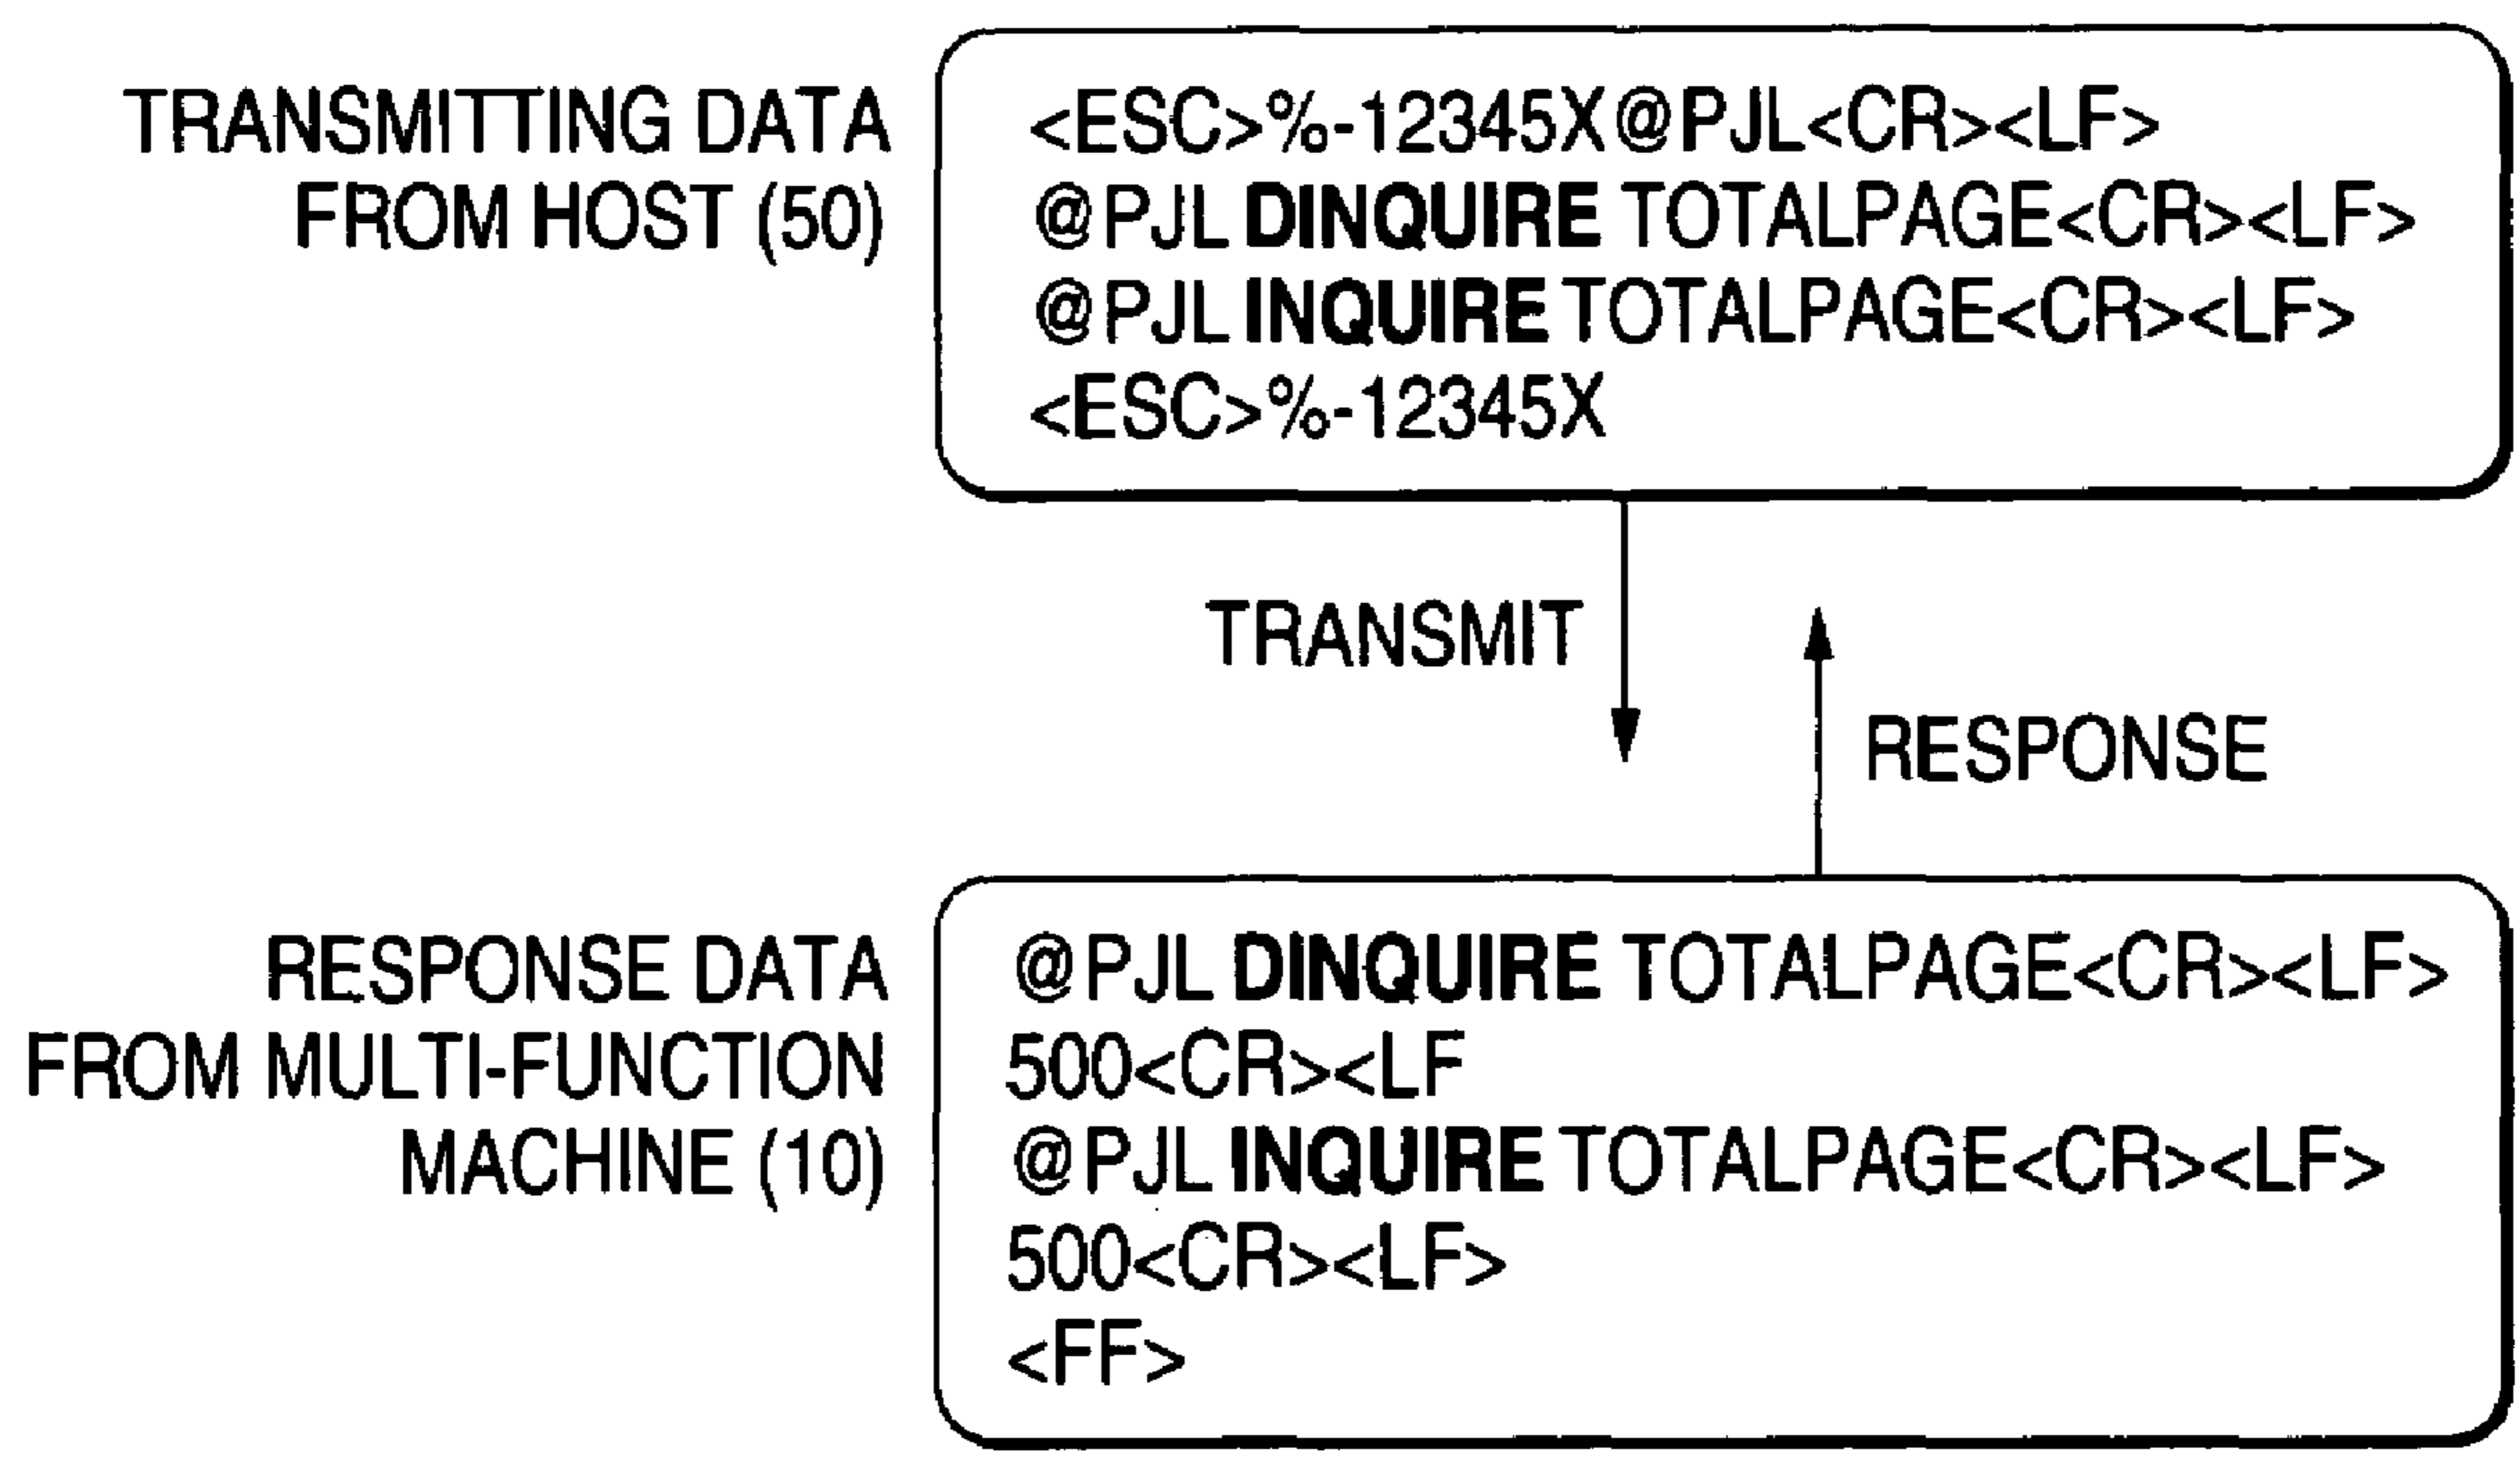 TRANSMITTING DATA
FROM HOST (50)
<ESC>%-12345X@PJL<CR><LF>
@PJL DINQUIRE TOTALPAGE<CR><LF>
@PJL INQUIRE TOTALPAGE<CR><LF>
<ESC>%-12345X
TRANSMIT
RESPONSE
RESPONSE DATA
FROM MULTI-FUNCTION
MACHINE (10)
@PJL DINQUIRE TOTALPAGE<CR><LF>
500<CR><LF
@PJL INQUIRE TOTALPAGE<CR><LF>
500<CR><LF>
<FF>